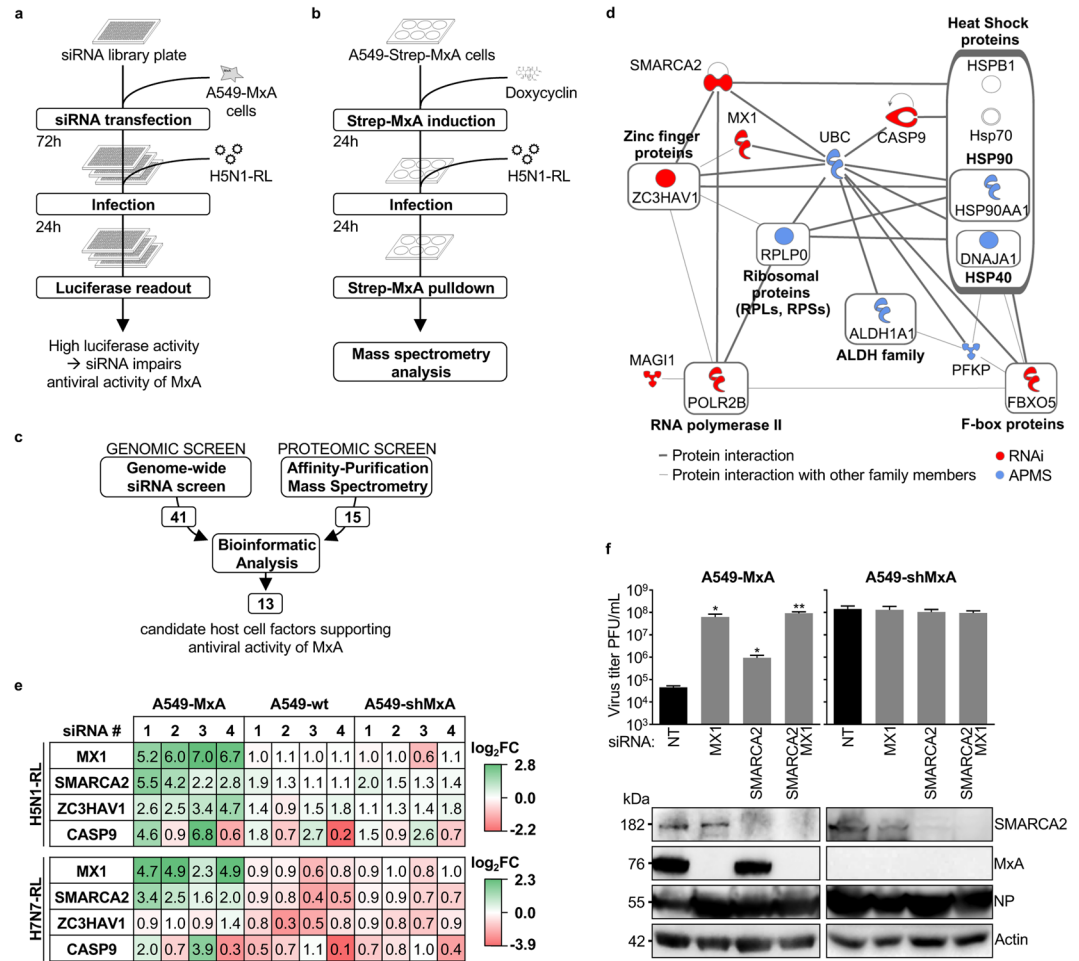 a
siRNA library plate
A549-MxA
cells
siRNA transfection
72h
H5N1-RL
Infection
24h
Luciferase readout
High luciferase activity
→ siRNA impairs
antiviral activity of MxA
b
A549-Strep-MxA cells
Doxycyclin
Strep-MxA induction
24h
H5N1-RL
Infection
24h
Strep-MxA pulldown
Mass spectrometry
analysis
c
GENOMIC SCREEN PROTEOMIC SCREEN
Genome-wide
siRNA screen
Affinity-Purification
Mass Spectrometry
41 15
Bioinformatic
Analysis
13
candidate host cell factors supporting
antiviral activity of MxA
d
Heat Shock
proteins
SMARCA2
HSPB1
MX1
UBC
CASP9
Hsp70
Zinc finger
proteins
HSP90
ZC3HAV1
HSP90AA1
RPLP0
DNAJA1
HSP40
Ribosomal
proteins
(RPLs, RPSs)
ALDH1A1
ALDH family
PFKP
MAGI1
POLR2B
FBXO5
RNA polymerase II
F-box proteins
Protein interaction
Protein interaction with other family members
RNAi
APMS
e
A549-MxA A549-wt A549-shMxA
siRNA # 1 2 3 4 1 2 3 4 1 2 3 4
H5N1-RL
MX1 5.2 6.0 7.0 6.7 1.0 1.1 1.0 1.1 1.0 1.0 0.6 1.1
SMARCA2 5.5 4.2 2.2 2.8 1.9 1.3 1.1 1.1 2.0 1.5 1.3 1.4
ZC3HAV1 2.6 2.5 3.4 4.7 1.4 0.9 1.5 1.8 1.1 1.3 1.4 1.8
CASP9 4.6 0.9 6.8 0.6 1.8 0.7 2.7 0.2 1.5 0.9 2.6 0.7
log2FC
2.8
0.0
-2.2
H7N7-RL
MX1 4.7 4.9 2.3 4.9 0.9 0.9 0.6 0.8 0.9 1.0 0.8 1.0
SMARCA2 3.4 2.5 1.6 2.0 0.9 0.8 0.4 0.5 0.9 0.8 0.7 0.7
ZC3HAV1 0.9 1.0 0.9 1.4 0.8 0.3 0.5 0.8 0.8 0.8 0.7 0.9
CASP9 2.0 0.7 3.9 0.3 0.5 0.7 1.1 0.1 0.7 0.8 1.0 0.4
log2FC
2.3
0.0
-3.9
f
A549-MxA A549-shMxA
Virus titer PFU/mL
10⁹
10⁸
10⁷
10⁶
10⁵
10⁴
10³
* * **
siRNA:
NT
MX1
SMARCA2
SMARCA2
MX1
NT
MX1
SMARCA2
SMARCA2
MX1
kDa
182 SMARCA2
76 MxA
55 NP
42 Actin